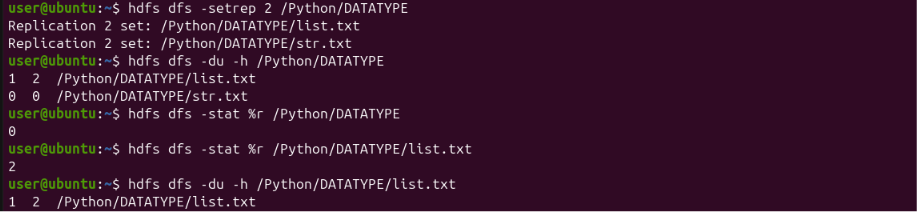 user@ubuntu:~$ hdfs dfs -setrep 2 /Python/DATATYPE
Replication 2 set: /Python/DATATYPE/list.txt
Replication 2 set: /Python/DATATYPE/str.txt
user@ubuntu:~$ hdfs dfs -du -h /Python/DATATYPE
1  2  /Python/DATATYPE/list.txt
0  0  /Python/DATATYPE/str.txt
user@ubuntu:~$ hdfs dfs -stat %r /Python/DATATYPE
0
user@ubuntu:~$ hdfs dfs -stat %r /Python/DATATYPE/list.txt
2
user@ubuntu:~$ hdfs dfs -du -h /Python/DATATYPE/list.txt
1  2  /Python/DATATYPE/list.txt